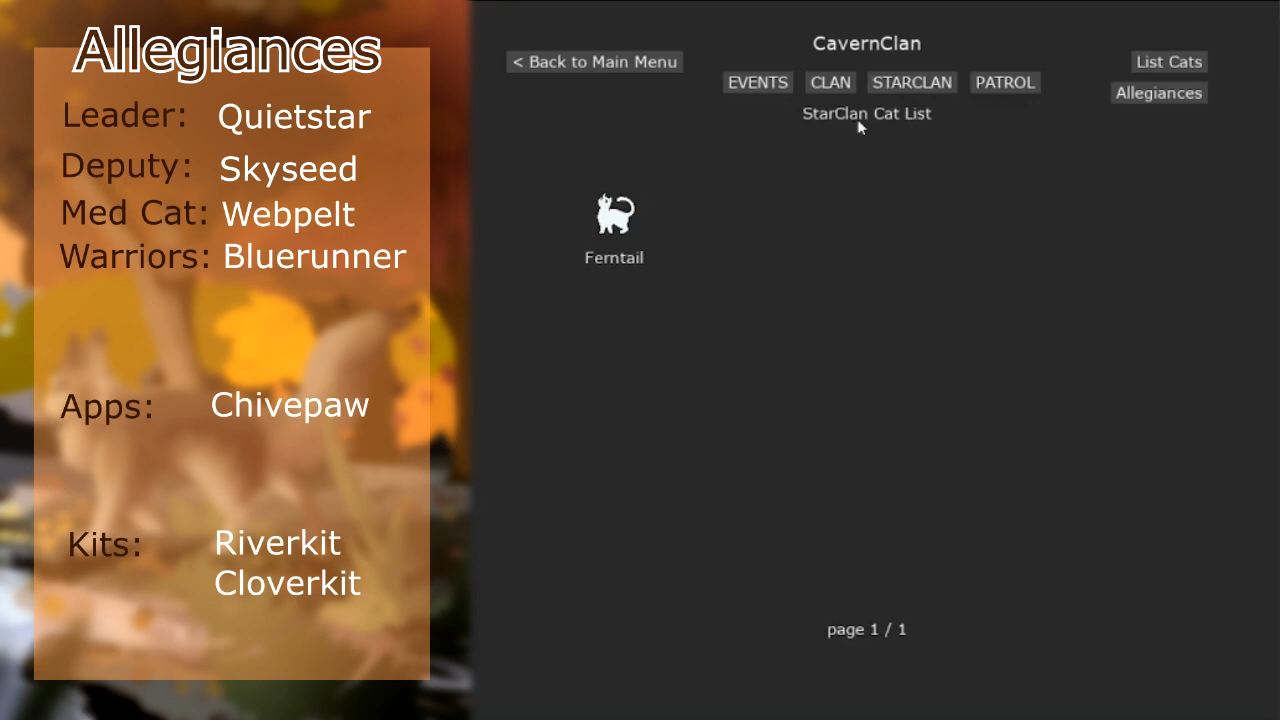 Allegiances
Leader: Quietstar
Deputy: Skyseed
Med Cat: Webpelt
Warriors: Bluerunner
Apps: Chivepaw
Kits: Riverkit
Cloverkit
CavernClan
< Back to Main Menu
List Cats
EVENTS CLAN STARCLAN PATROL
Allegiances
StarClan Cat List
Ferntail
page 1 / 1